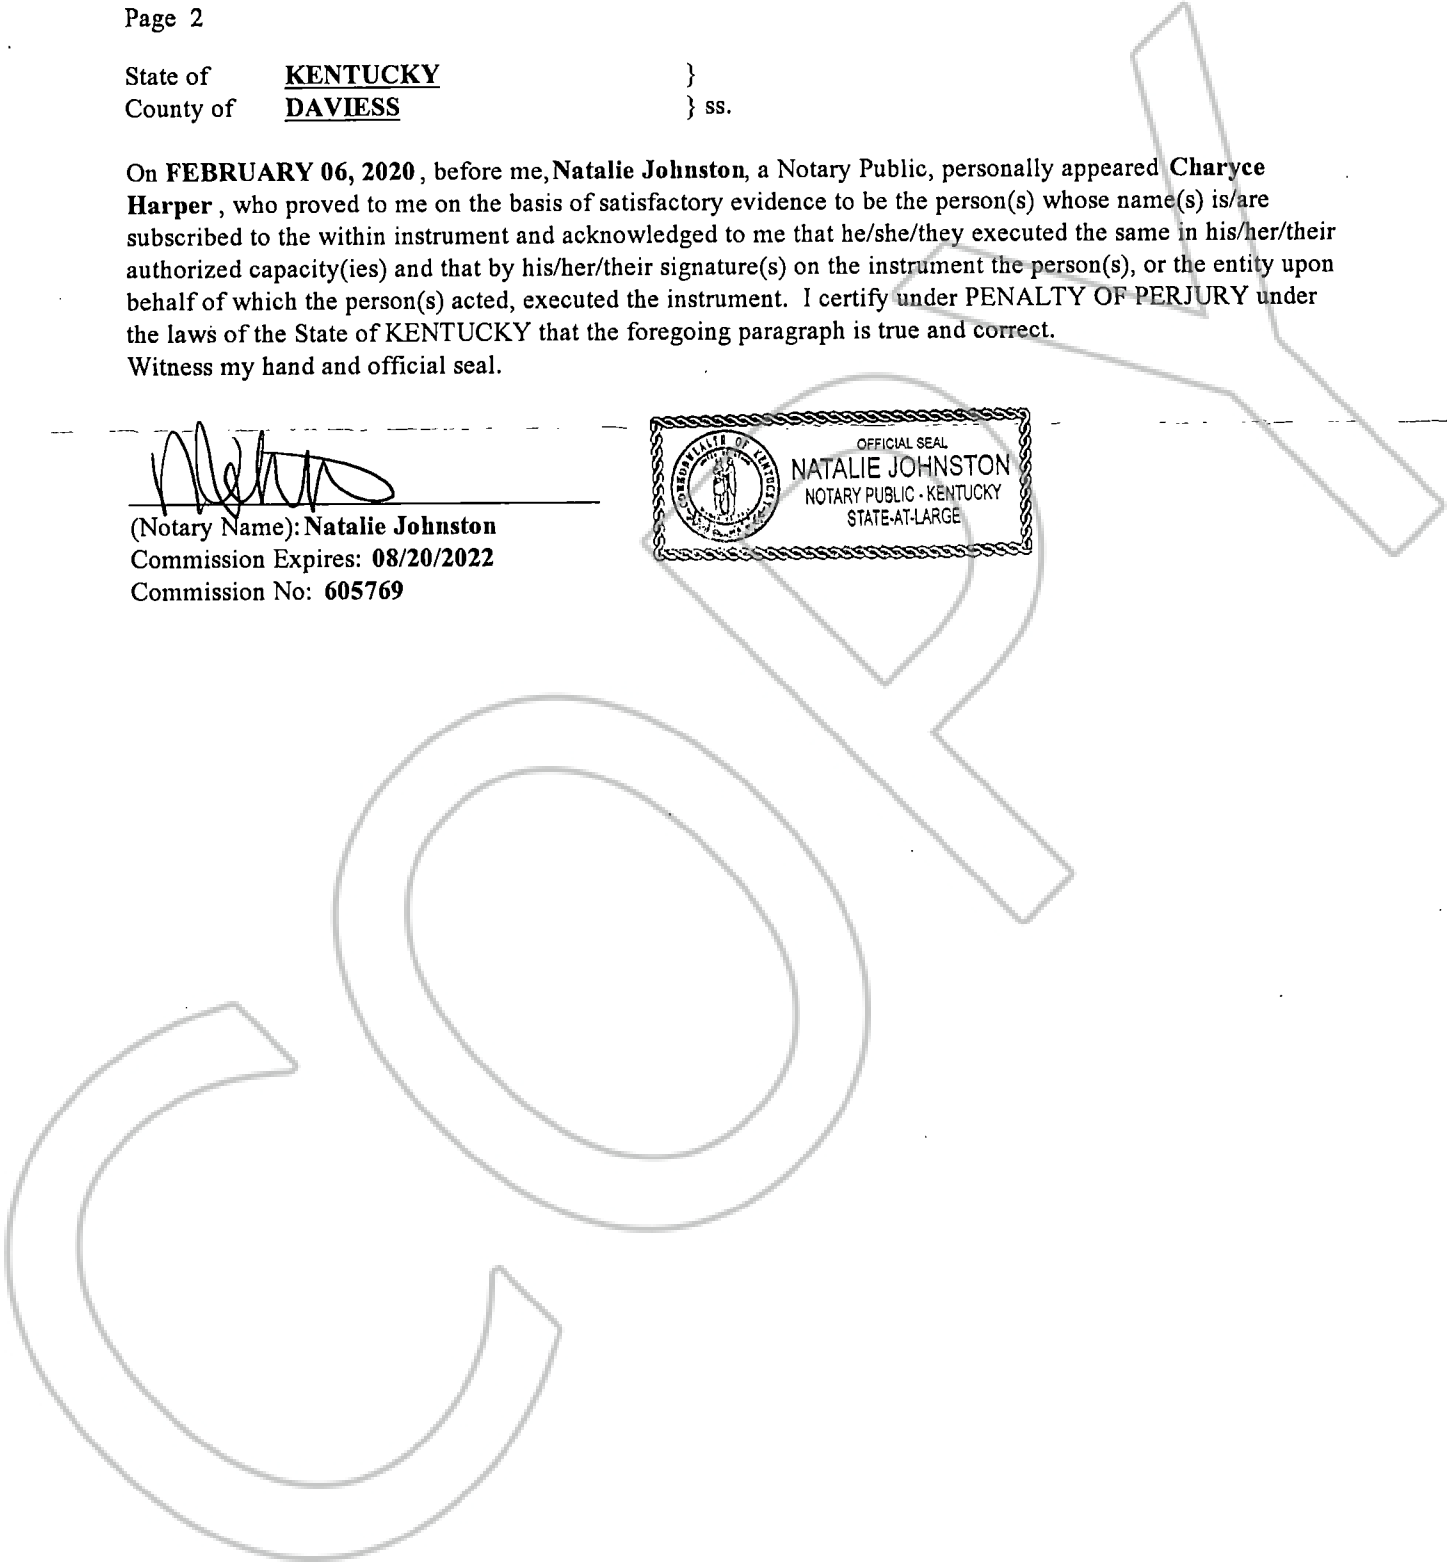 Page 2
State of KENTUCKY }
County of DAVIESS } ss.
On FEBRUARY 06, 2020, before me, Natalie Johnston, a Notary Public, personally appeared Charyce
Harper, who proved to me on the basis of satisfactory evidence to be the person(s) whose name(s) is/are
subscribed to the within instrument and acknowledged to me that he/she/they executed the same in his/her/their
authorized capacity(ies) and that by his/her/their signature(s) on the instrument the person(s), or the entity upon
behalf of which the person(s) acted, executed the instrument. I certify under PENALTY OF PERJURY under
the laws of the State of KENTUCKY that the foregoing paragraph is true and correct.
Witness my hand and official seal.
(Notary Name): Natalie Johnston
Commission Expires: 08/20/2022
Commission No: 605769
COMMONWEALTH OF KENTUCKY
OFFICIAL SEAL
NATALIE JOHNSTON
NOTARY PUBLIC - KENTUCKY
STATE-AT-LARGE
COPY